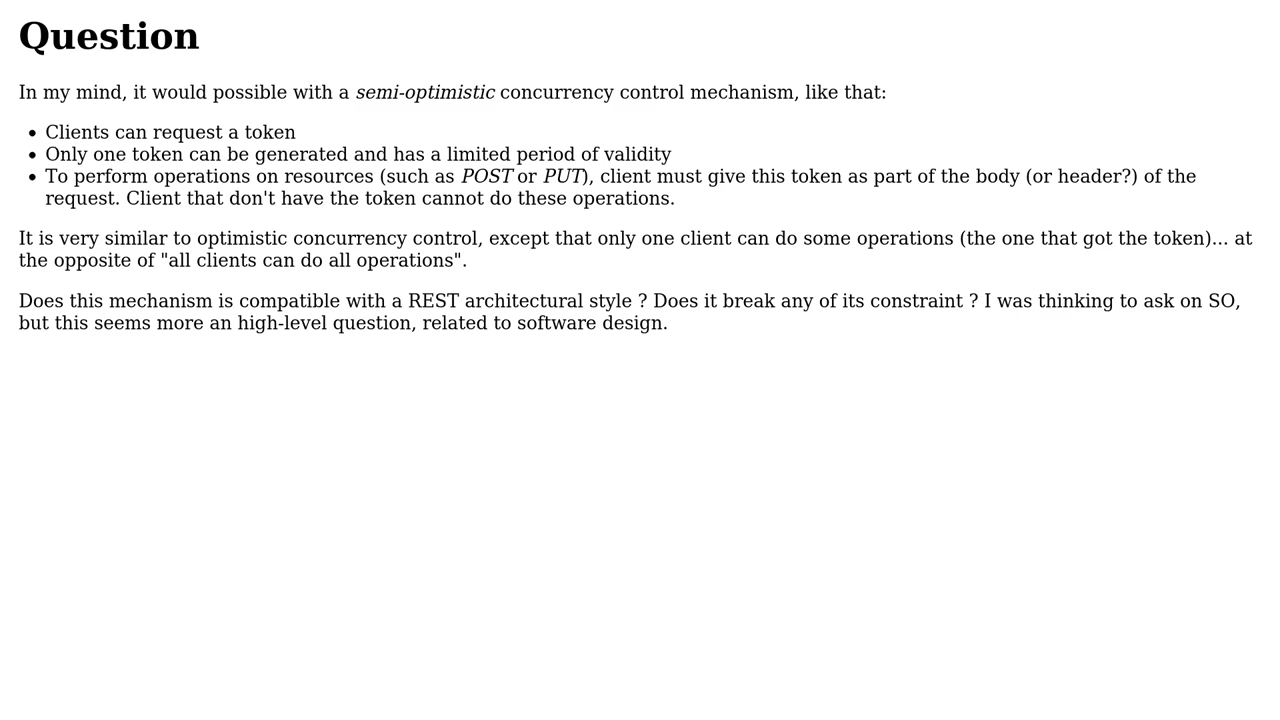 Question
In my mind, it would possible with a semi-optimistic concurrency control mechanism, like that:
• Clients can request a token
• Only one token can be generated and has a limited period of validity
• To perform operations on resources (such as POST or PUT), client must give this token as part of the body (or header?) of the
request. Client that don't have the token cannot do these operations.
It is very similar to optimistic concurrency control, except that only one client can do some operations (the one that got the token)... at
the opposite of "all clients can do all operations".
Does this mechanism is compatible with a REST architectural style ? Does it break any of its constraint ? I was thinking to ask on SO,
but this seems more an high-level question, related to software design.